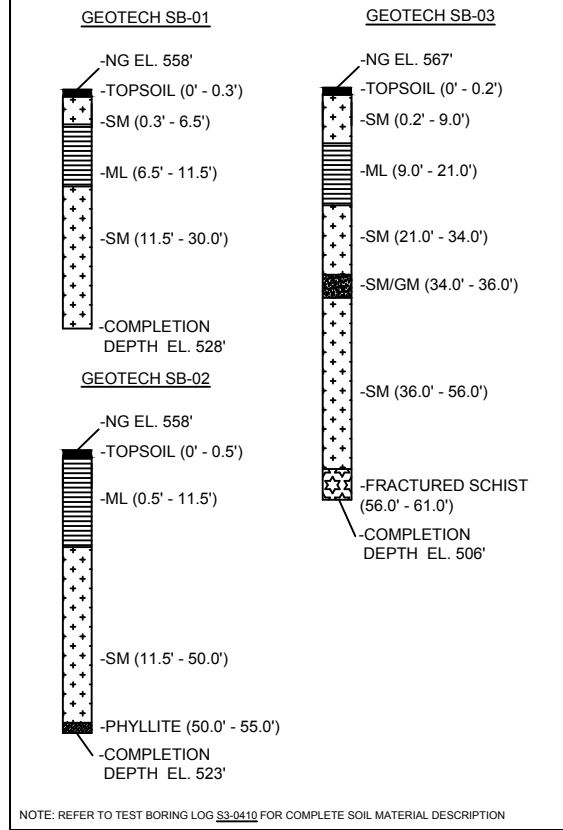 GEOTECH SB-01
-NG EL. 558'
-TOPSOIL (0' - 0.3')
-SM (0.3' - 6.5')
-ML (6.5' - 11.5')
-SM (11.5' - 30.0')
-COMPLETION
DEPTH EL. 528'
GEOTECH SB-02
-NG EL. 558'
-TOPSOIL (0' - 0.5')
-ML (0.5' - 11.5')
-SM (11.5' - 50.0')
-PHYLLITE (50.0' - 55.0')
-COMPLETION
DEPTH EL. 523'
GEOTECH SB-03
-NG EL. 567'
-TOPSOIL (0' - 0.2')
-SM (0.2' - 9.0')
-ML (9.0' - 21.0')
-SM (21.0' - 34.0')
-SM/GM (34.0' - 36.0')
-SM (36.0' - 56.0')
-FRACTURED SCHIST
(56.0' - 61.0')
-COMPLETION
DEPTH EL. 506'
NOTE: REFER TO TEST BORING LOG S3-0410 FOR COMPLETE SOIL MATERIAL DESCRIPTION